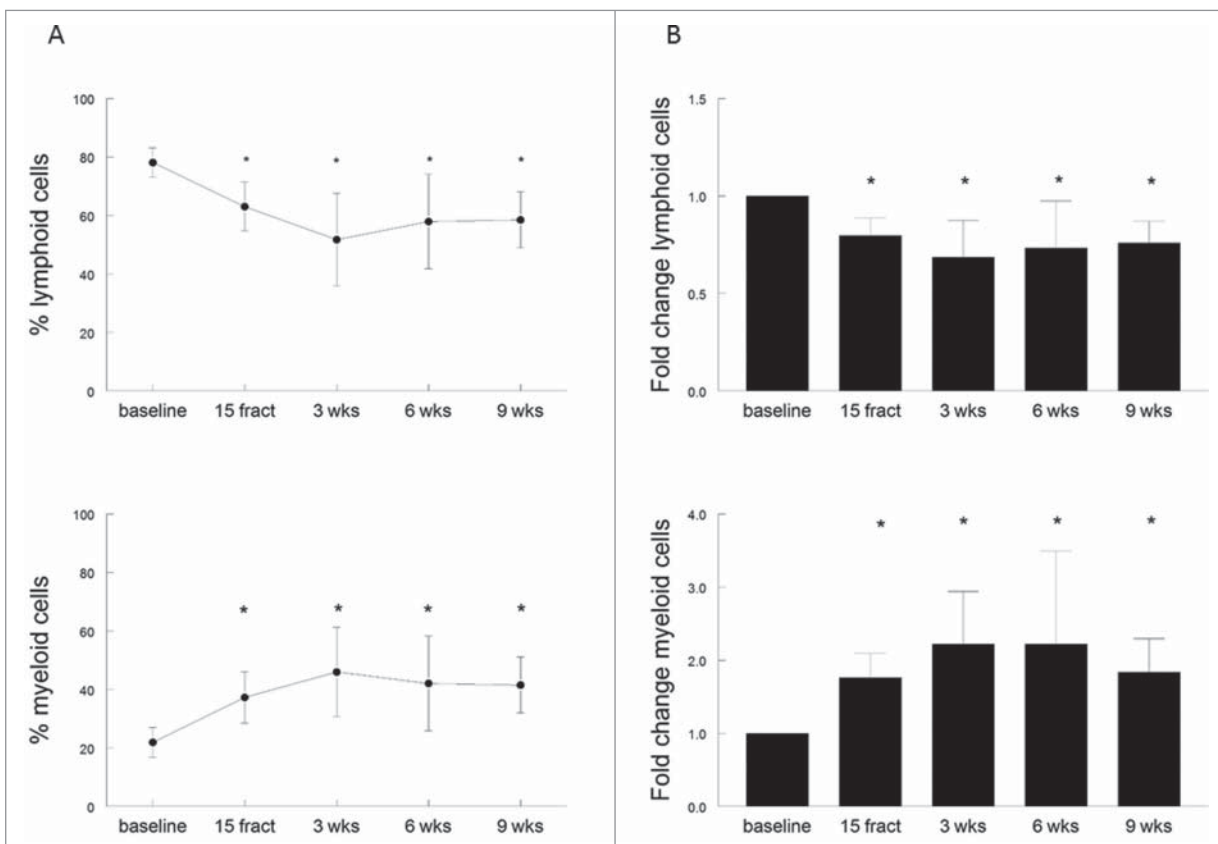 A
100
80
60
40
20
0
% lymphoid cells
* * * *
baseline 15 fract 3 wks 6 wks 9 wks
100
80
60
40
20
0
% myeloid cells
* * * *
baseline 15 fract 3 wks 6 wks 9 wks
B
1.5
1.0
0.5
0.0
Fold change lymphoid cells
* * * *
baseline 15 fract 3 wks 6 wks 9 wks
4.0
3.0
2.0
1.0
0.0
Fold change myeloid cells
* * * *
baseline 15 fract 3 wks 6 wks 9 wks